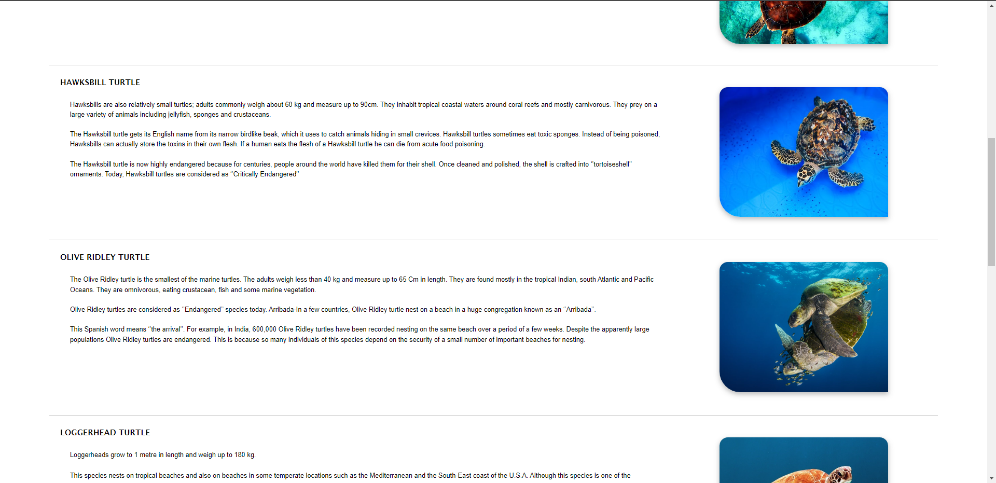 HAWKSBILL TURTLE
Hawksbills are also relatively small turtles; adults commonly weigh about 60 kg and measure up to 90cm. They inhabit tropical coastal waters around coral reefs and mostly carnivorous. They prey on a
large variety of animals including jellyfish, sponges and crustaceans.
The Hawksbill turtle gets its English name from its narrow birdlike beak, which it uses to catch animals hiding in small crevices. Hawksbill turtles sometimes eat toxic sponges. Instead of being poisoned,
Hawksbills can actually store the toxins in their own flesh. If a human eats the flesh of a Hawksbill turtle he can die from acute food poisoning.
The Hawksbill turtle is now highly endangered because for centuries, people around the world have killed them for their shell. Once cleaned and polished, the shell is crafted into "tortoiseshell"
ornaments. Today, Hawksbill turtles are considered as "Critically Endangered"
OLIVE RIDLEY TURTLE
The Olive Ridley turtle is the smallest of the marine turtles. The adults weigh less than 40 kg and measure up to 65 Cm in length. They are found mostly in the tropical Indian, south Atlantic and Pacific
Oceans. They are omnivorous, eating crustacean, fish and some marine vegetation.
Olive Ridley turtles are considered as "Endangered" species today. Arribada In a few countries, Olive Ridley turtle nest on a beach in a huge congregation known as an "Arribada".
This Spanish word means "the arrival". For example, in India, 600,000 Olive Ridley turtles have been recorded nesting on the same beach over a period of a few weeks. Despite the apparently large
populations Olive Ridley turtles are endangered. This is because so many individuals of this species depend on the security of a small number of important beaches for nesting.
LOGGERHEAD TURTLE
Loggerheads grow to 1 metre in length and weigh up to 180 kg.
This species nests on tropical beaches and also on beaches in some temperate locations such as the Mediterranean and the South East coast of the U.S.A. Although this species is one of the